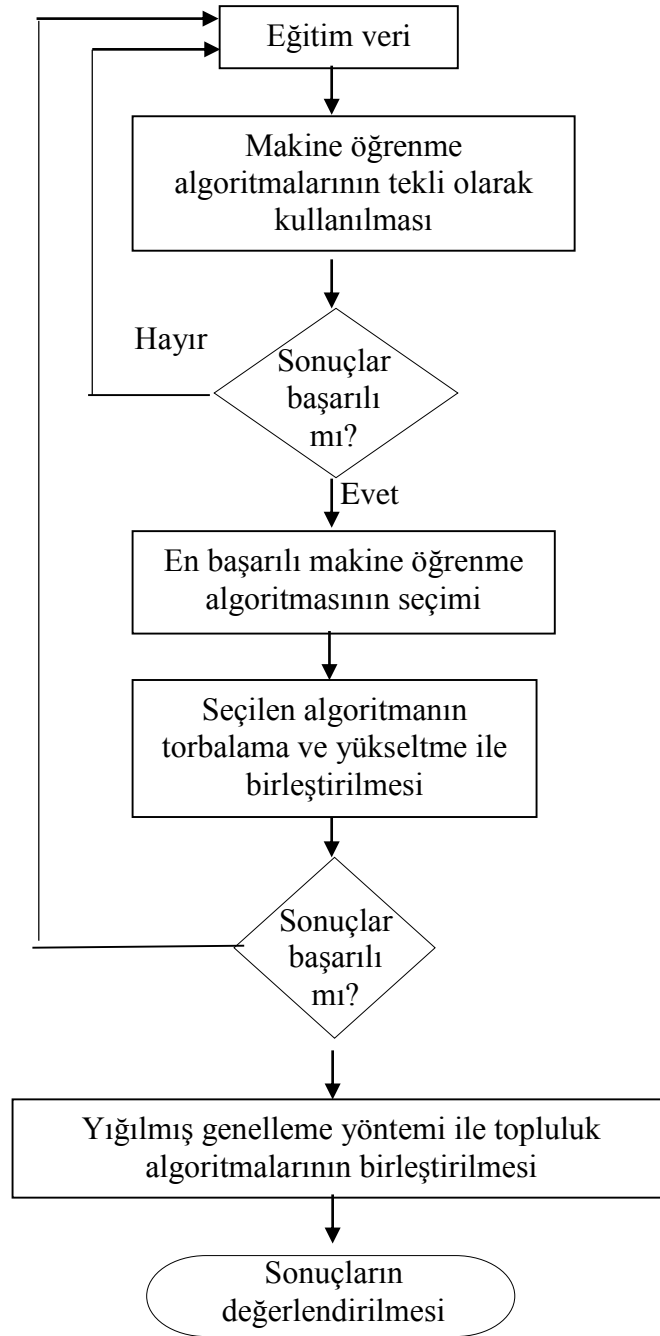 Eğitim veri
Makine öğrenme
algoritmalarının tekli olarak
kullanılması
Hayır
Sonuçlar
başarılı
mı?
Evet
En başarılı makine öğrenme
algoritmasının seçimi
Seçilen algoritmanın
torbalama ve yükseltme ile
birleştirilmesi
Sonuçlar
başarılı
mı?
Yığılmış genelleme yöntemi ile topluluk
algoritmalarının birleştirilmesi
Sonuçların
değerlendirilmesi